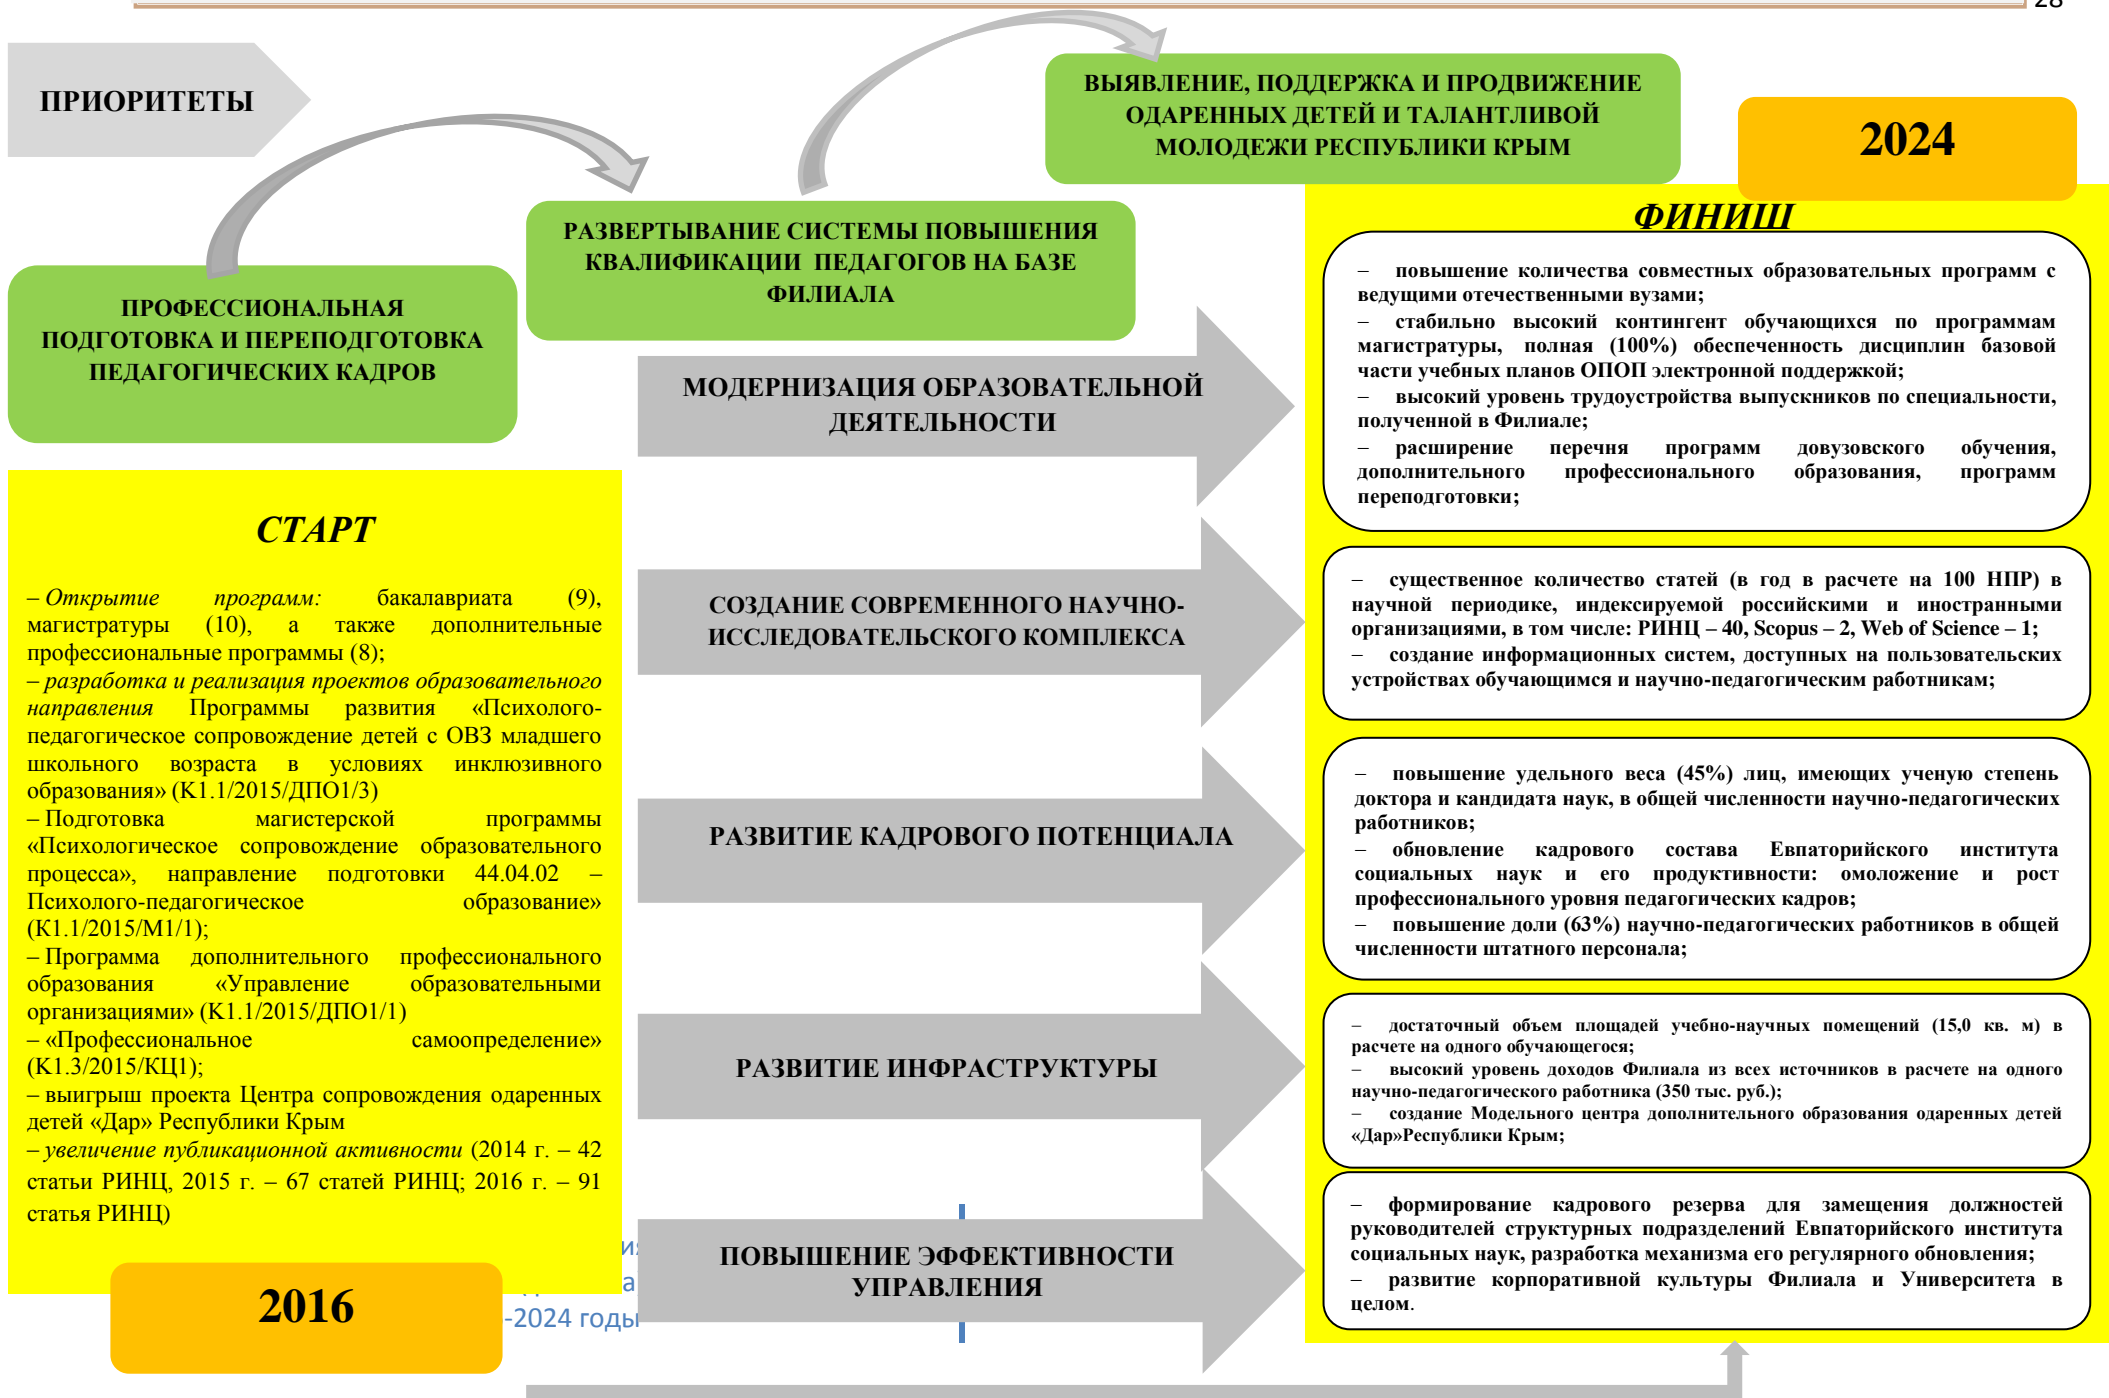 28
ПРИОРИТЕТЫ
ВЫЯВЛЕНИЕ, ПОДДЕРЖКА И ПРОДВИЖЕНИЕ
ОДАРЕННЫХ ДЕТЕЙ И ТАЛАНТЛИВОЙ
МОЛОДЕЖИ РЕСПУБЛИКИ КРЫМ
2024
РАЗВЕРТЫВАНИЕ СИСТЕМЫ ПОВЫШЕНИЯ
КВАЛИФИКАЦИИ ПЕДАГОГОВ НА БАЗЕ
ФИЛИАЛА
ПРОФЕССИОНАЛЬНАЯ
ПОДГОТОВКА И ПЕРЕПОДГОТОВКА
ПЕДАГОГИЧЕСКИХ КАДРОВ
СТАРТ
– Открытие программ: бакалавриата (9),
магистратуры (10), а также дополнительные
профессиональные программы (8);
– разработка и реализация проектов образовательного
направления Программы развития «Психолого-
педагогическое сопровождение детей с ОВЗ младшего
школьного возраста в условиях инклюзивного
образования» (K1.1/2015/ДПО1/3)
– Подготовка магистерской программы
«Психологическое сопровождение образовательного
процесса», направление подготовки 44.04.02 –
Психолого-педагогическое образование»
(К1.1/2015/М1/1);
– Программа дополнительного профессионального
образования «Управление образовательными
организациями» (K1.1/2015/ДПО1/1)
– «Профессиональное самоопределение»
(K1.3/2015/КЦ1);
– выигрыш проекта Центра сопровождения одаренных
детей «Дар» Республики Крым
– увеличение публикационной активности (2014 г. – 42
статьи РИНЦ, 2015 г. – 67 статей РИНЦ; 2016 г. – 91
статья РИНЦ)
2016
-2024 годы
МОДЕРНИЗАЦИЯ ОБРАЗОВАТЕЛЬНОЙ
ДЕЯТЕЛЬНОСТИ
СОЗДАНИЕ СОВРЕМЕННОГО НАУЧНО-
ИССЛЕДОВАТЕЛЬСКОГО КОМПЛЕКСА
РАЗВИТИЕ КАДРОВОГО ПОТЕНЦИАЛА
РАЗВИТИЕ ИНФРАСТРУКТУРЫ
ПОВЫШЕНИЕ ЭФФЕКТИВНОСТИ
УПРАВЛЕНИЯ
ФИНИШ
– повышение количества совместных образовательных программ с
ведущими отечественными вузами;
– стабильно высокий контингент обучающихся по программам
магистратуры, полная (100%) обеспеченность дисциплин базовой
части учебных планов ОПОП электронной поддержкой;
– высокий уровень трудоустройства выпускников по специальности,
полученной в Филиале;
– расширение перечня программ довузовского обучения,
дополнительного профессионального образования, программ
переподготовки;
– существенное количество статей (в год в расчете на 100 НПР) в
научной периодике, индексируемой российскими и иностранными
организациями, в том числе: РИНЦ – 40, Scopus – 2, Web of Science – 1;
– создание информационных систем, доступных на пользовательских
устройствах обучающимся и научно-педагогическим работникам;
– повышение удельного веса (45%) лиц, имеющих ученую степень
доктора и кандидата наук, в общей численности научно-педагогических
работников;
– обновление кадрового состава Евпаторийского института
социальных наук и его продуктивности: омоложение и рост
профессионального уровня педагогических кадров;
– повышение доли (63%) научно-педагогических работников в общей
численности штатного персонала;
– достаточный объем площадей учебно-научных помещений (15,0 кв. м) в
расчете на одного обучающегося;
– высокий уровень доходов Филиала из всех источников в расчете на одного
научно-педагогического работника (350 тыс. руб.);
– создание Модельного центра дополнительного образования одаренных детей
«Дар»Республики Крым;
– формирование кадрового резерва для замещения должностей
руководителей структурных подразделений Евпаторийского института
социальных наук, разработка механизма его регулярного обновления;
– развитие корпоративной культуры Филиала и Университета в
целом.